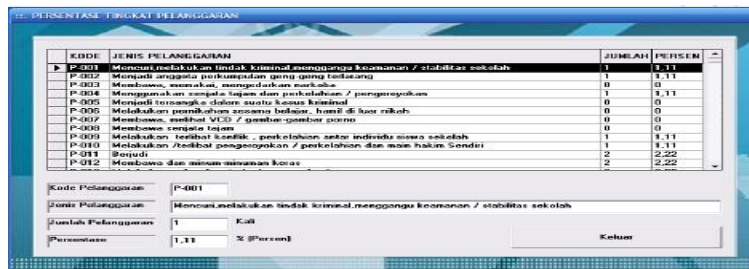 ::. PERSENTASE TINGKAT PELANGGARAN
KODE JENIS PELANGGARAN JUMLAH PERSEN
P-001 Mencuri,melakukan tindak kriminal,menggangu keamanan / stabilitas sekolah 1 1,11
P-002 Menjadi anggota perkumpulan geng-geng terlarang 1 1,11
P-003 Membawa, memakai, mengedarkan narkoba 0 0
P-004 Menggunakan senjata tajam dan perkelahian / pengeroyokan 1 1,11
P-005 Menjadi tersangka dalam suatu kasus kriminal 0 0
P-006 Melakukan pernikahan sesama belajar, hamil di luar nikah 0 0
P-007 Membawa, melihat VCD / gambar-gambar porno 0 0
P-008 Membawa senjata tajam 0 0
P-009 Melakukan terlibat konflik , perkelahian antar individu siswa sekolah 1 1,11
P-010 Melakukan /terlibat pengeroyokan / perkelahian dan main hakim Sendiri 1 1,11
P-011 Berjudi 2 2,22
P-012 Membawa dan minum-minuman keras 2 2,22
Kode Pelanggaran P-001
Jenis Pelanggaran Mencuri,melakukan tindak kriminal,menggangu keamanan / stabilitas sekolah
Jumlah Pelanggaran 1 Kali
Persentase 1,11 % (Persen)
Keluar